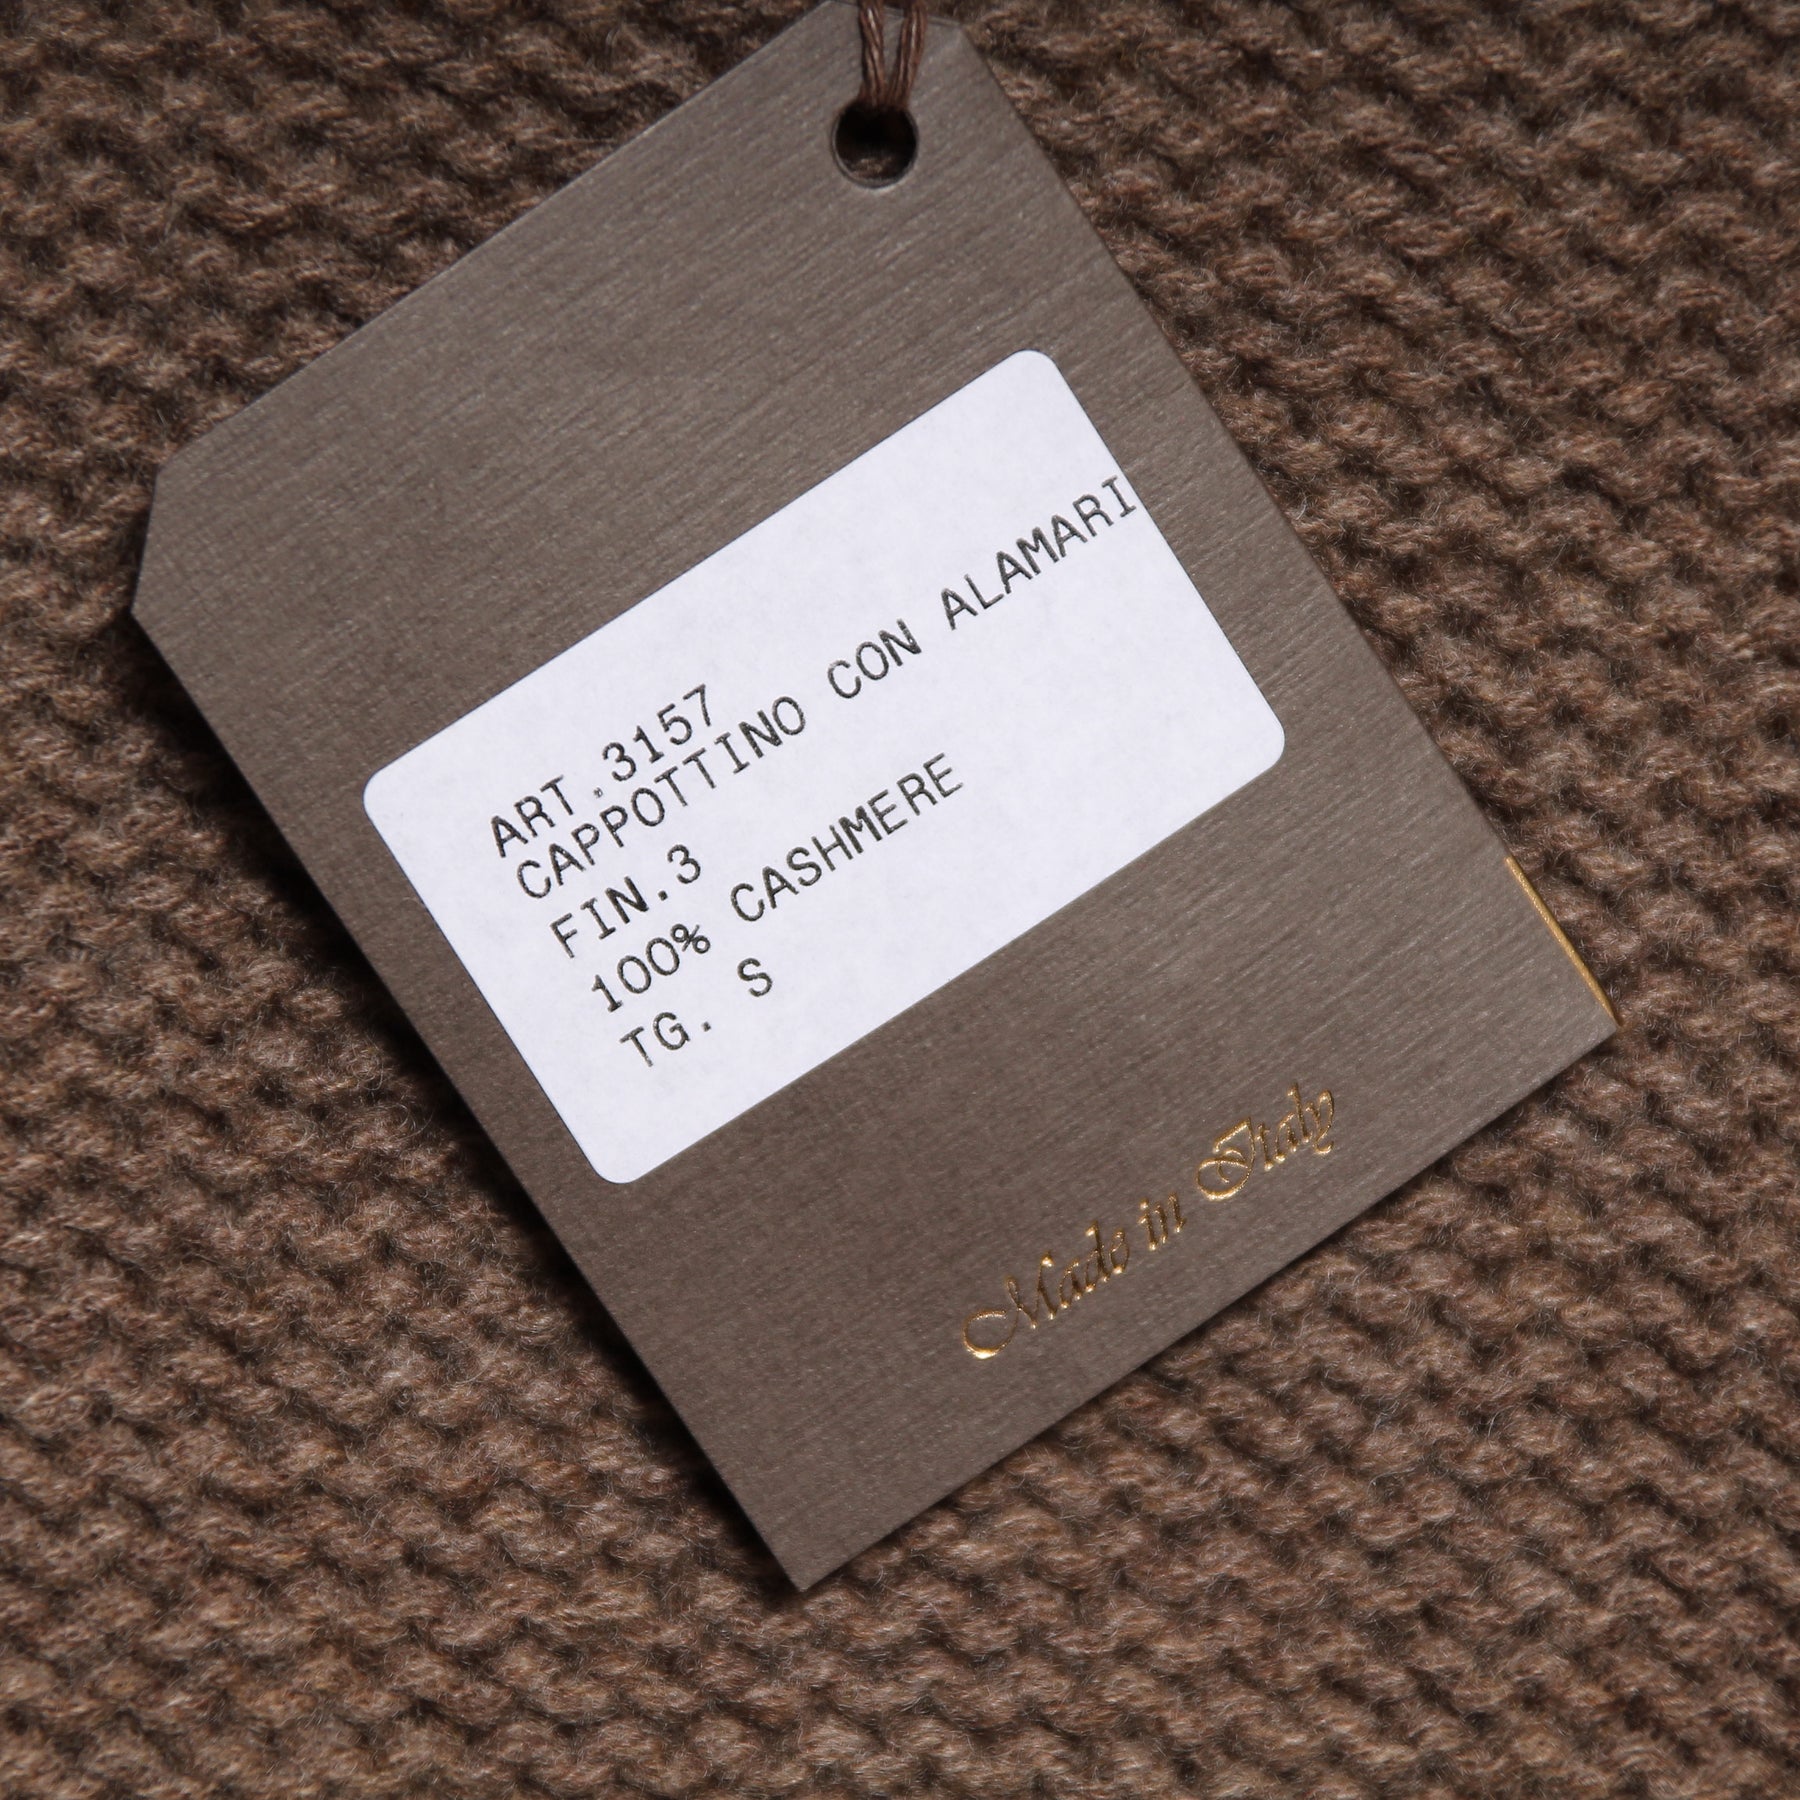 ART.3157
CAPPOTTINO CON ALAMARI
FIN.3
100% CASHMERE
TG. S
Made in Italy